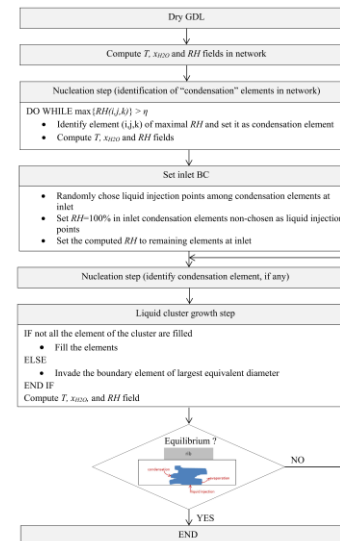 Dry GDL
Compute T, xH2O and RH fields in network
Nucleation step (identification of "condensation" elements in network)
DO WHILE max{RH(i,j,k)} > η
• Identify element (i,j,k) of maximal RH and set it as condensation element
• Compute T, xH2O and RH fields
Set inlet BC
• Randomly chose liquid injection points among condensation elements at
inlet
• Set RH=100% in inlet condensation elements non-chosen as liquid injection
points
• Set the computed RH to remaining elements at inlet
Nucleation step (identify condensation element, if any)
Liquid cluster growth step
IF not all the element of the cluster are filled
• Fill the elements
ELSE
• Invade the boundary element of largest equivalent diameter
END IF
Compute T, xH2O, and RH field
Equilibrium ?
rib
condensation
evaporation
liquid injection
NO
YES
END